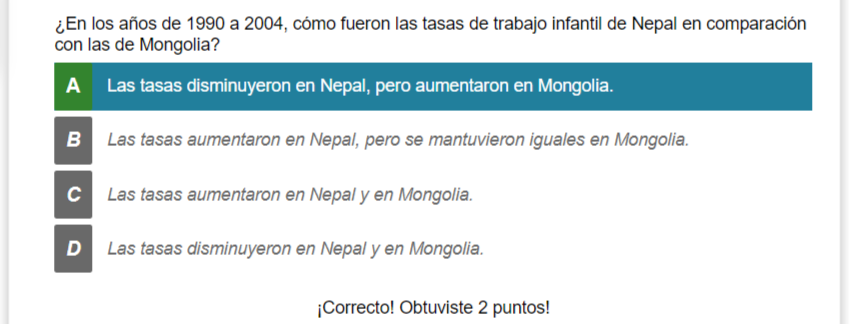 ¿En los años de 1990 a 2004, cómo fueron las tasas de trabajo infantil de Nepal en comparación
con las de Mongolia?
A Las tasas disminuyeron en Nepal, pero aumentaron en Mongolia.
B Las tasas aumentaron en Nepal, pero se mantuvieron iguales en Mongolia.
C Las tasas aumentaron en Nepal y en Mongolia.
D Las tasas disminuyeron en Nepal y en Mongolia.
¡Correcto! Obtuviste 2 puntos!